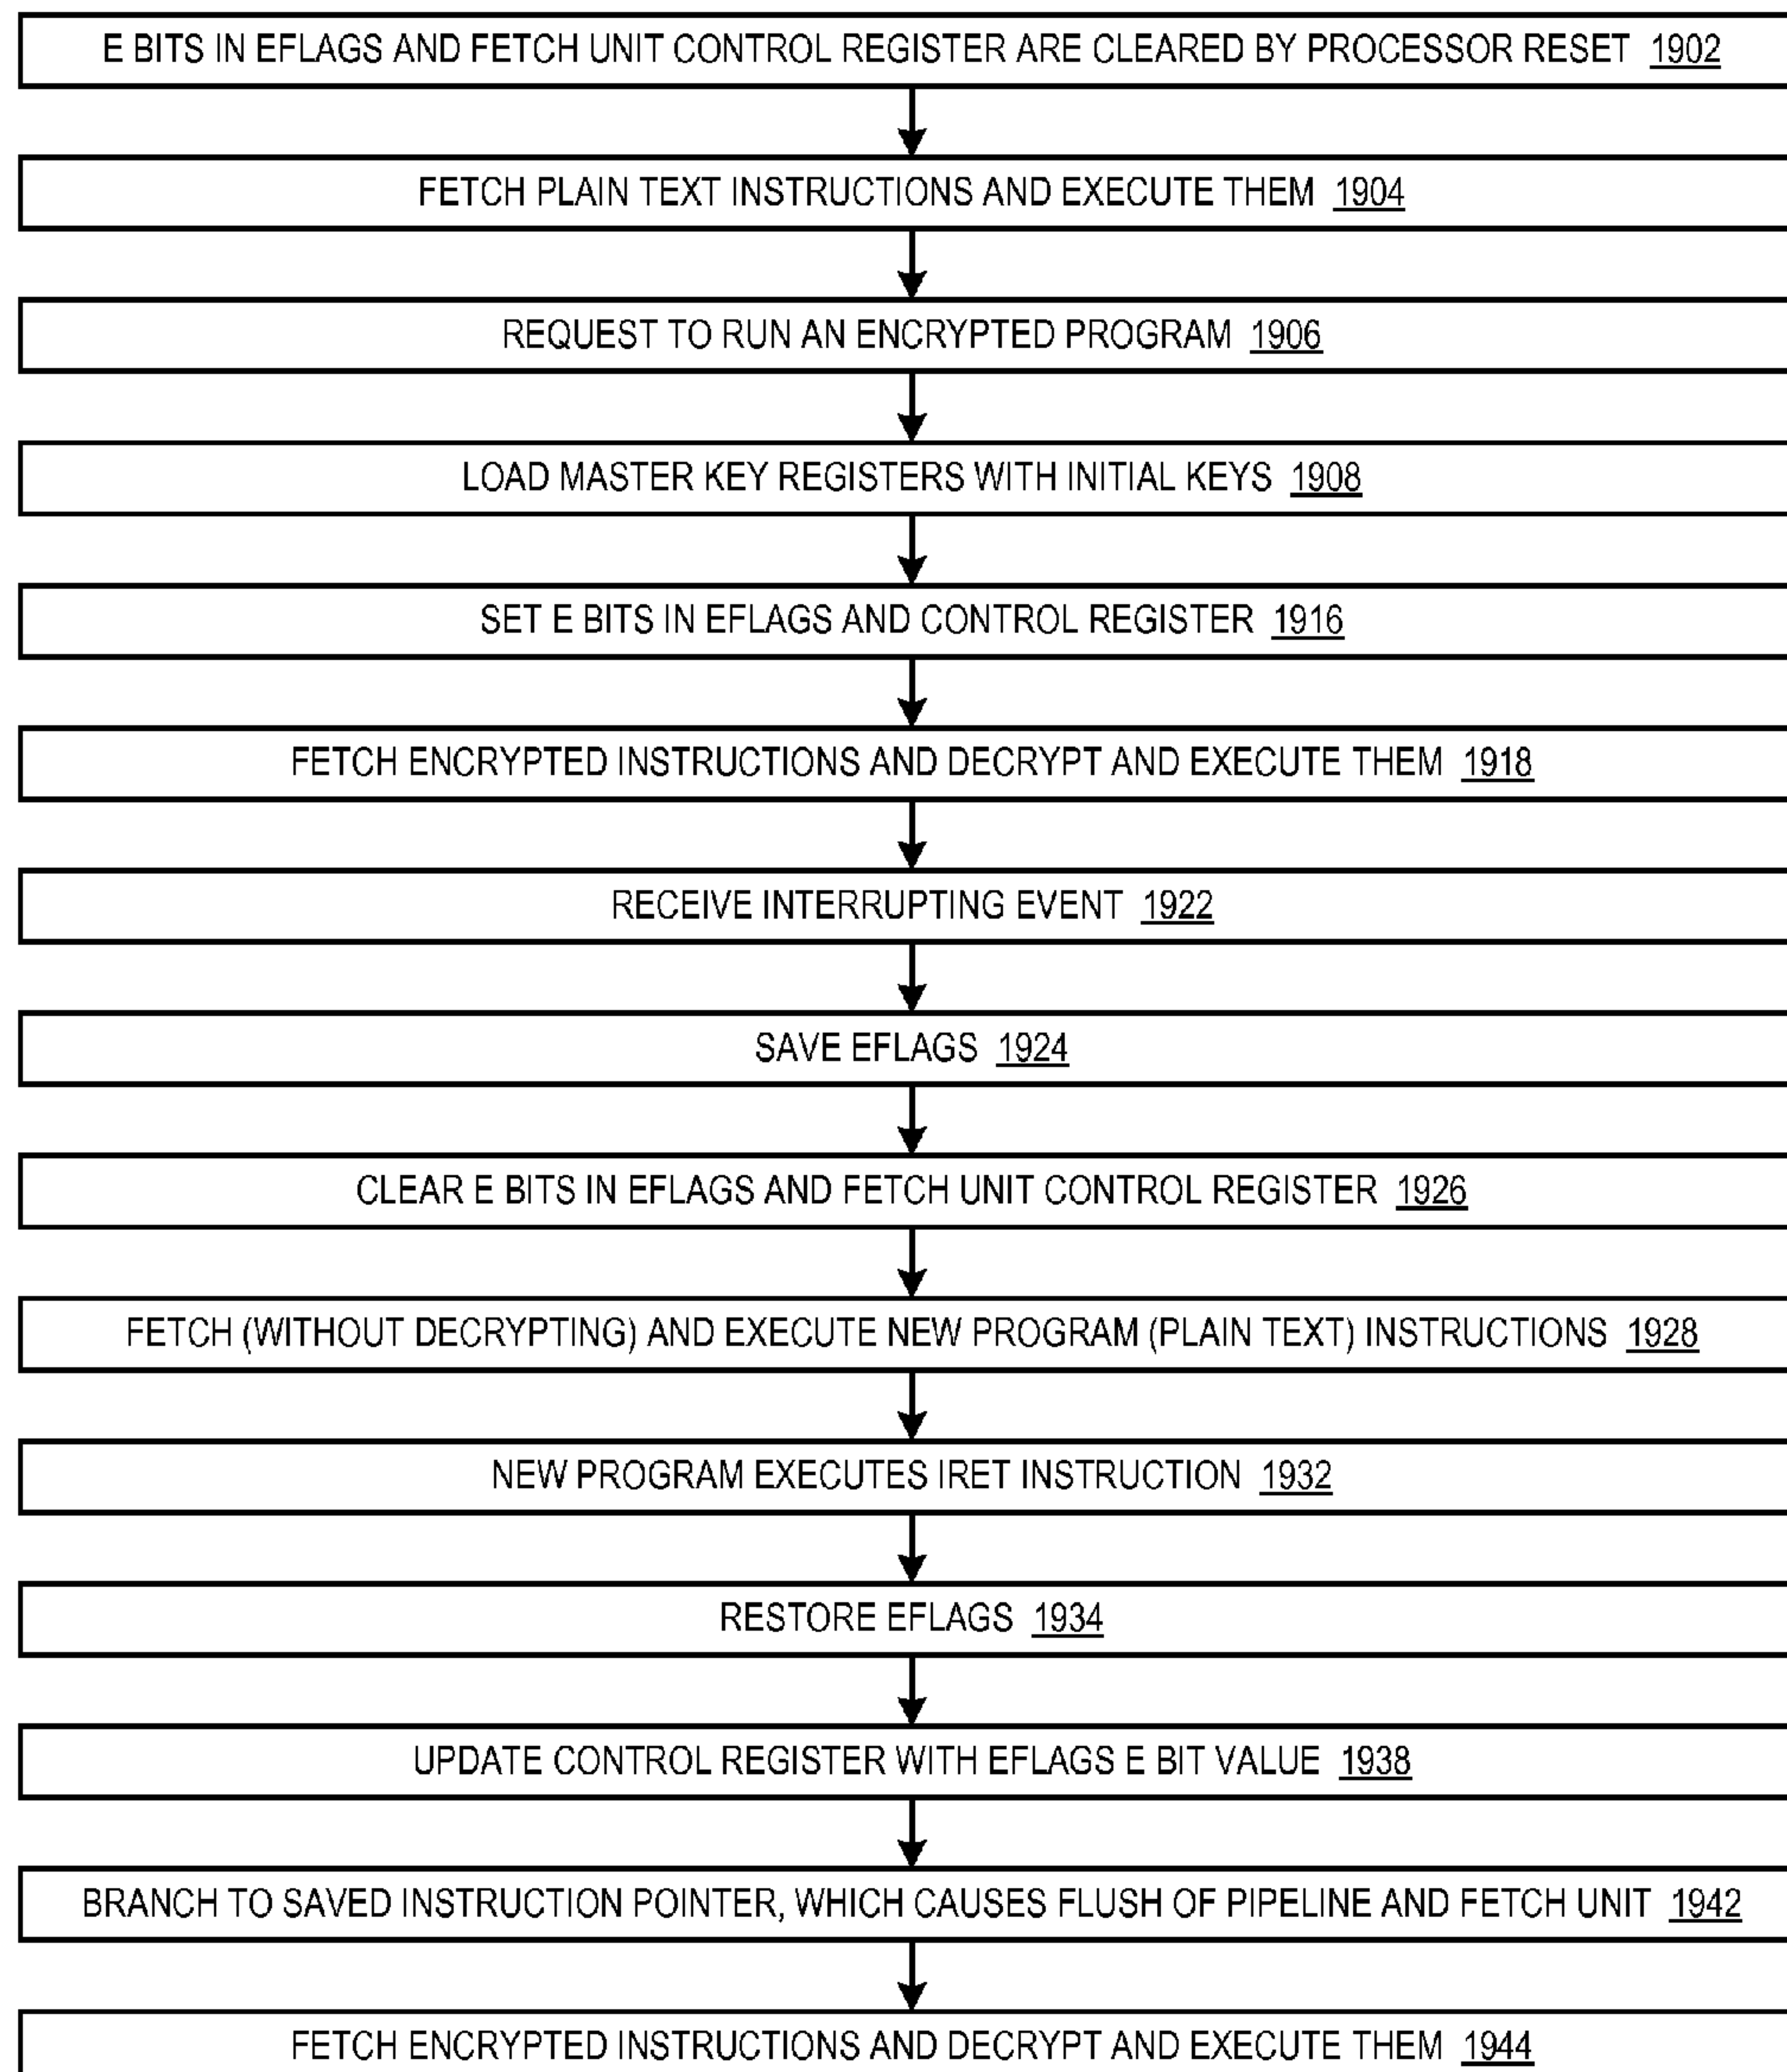 E BITS IN EFLAGS AND FETCH UNIT CONTROL REGISTER ARE CLEARED BY PROCESSOR RESET 1902
FETCH PLAIN TEXT INSTRUCTIONS AND EXECUTE THEM 1904
REQUEST TO RUN AN ENCRYPTED PROGRAM 1906
LOAD MASTER KEY REGISTERS WITH INITIAL KEYS 1908
SET E BITS IN EFLAGS AND CONTROL REGISTER 1916
FETCH ENCRYPTED INSTRUCTIONS AND DECRYPT AND EXECUTE THEM 1918
RECEIVE INTERRUPTING EVENT 1922
SAVE EFLAGS 1924
CLEAR E BITS IN EFLAGS AND FETCH UNIT CONTROL REGISTER 1926
FETCH (WITHOUT DECRYPTING) AND EXECUTE NEW PROGRAM (PLAIN TEXT) INSTRUCTIONS 1928
NEW PROGRAM EXECUTES IRET INSTRUCTION 1932
RESTORE EFLAGS 1934
UPDATE CONTROL REGISTER WITH EFLAGS E BIT VALUE 1938
BRANCH TO SAVED INSTRUCTION POINTER, WHICH CAUSES FLUSH OF PIPELINE AND FETCH UNIT 1942
FETCH ENCRYPTED INSTRUCTIONS AND DECRYPT AND EXECUTE THEM 1944